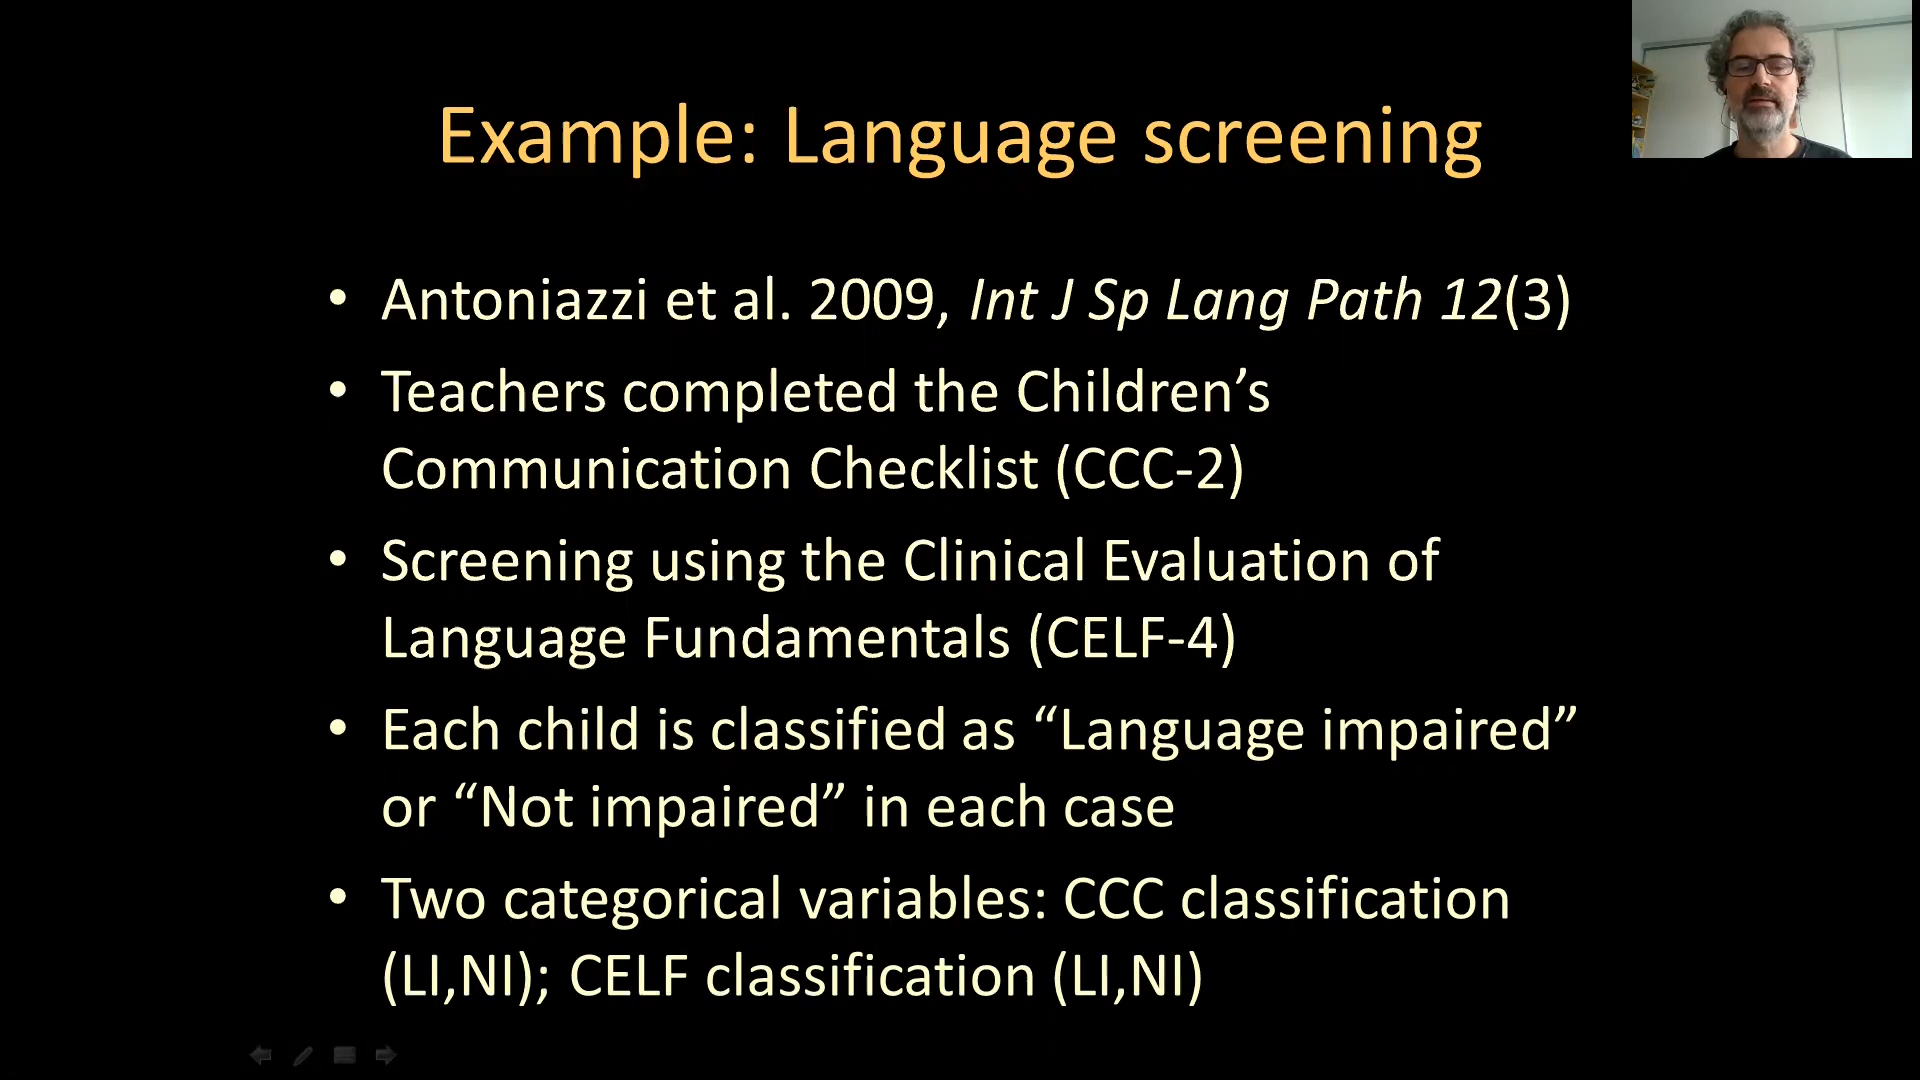 Example: Language screening
• Antoniazzi et al. 2009, Int J Sp Lang Path 12(3)
• Teachers completed the Children’s
Communication Checklist (CCC-2)
• Screening using the Clinical Evaluation of
Language Fundamentals (CELF-4)
• Each child is classified as “Language impaired”
or “Not impaired” in each case
• Two categorical variables: CCC classification
(LI,NI); CELF classification (LI,NI)